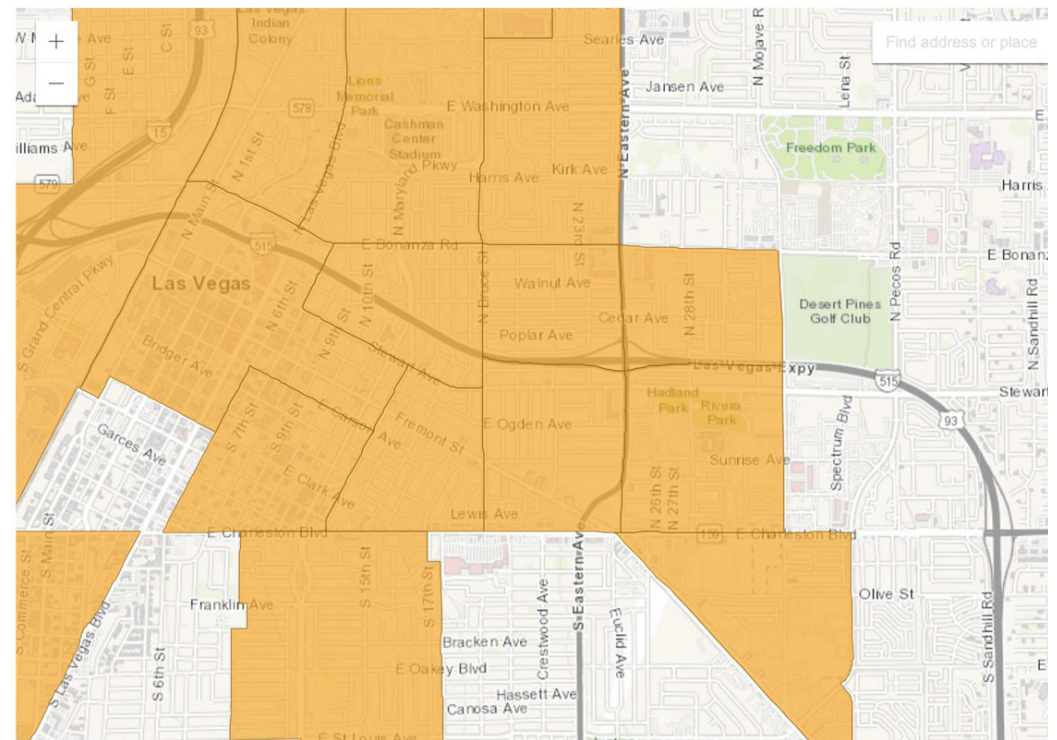 Las Vegas
Indian
Colony
93
C St
E St
G St
F St
+
−
Find address or place
Searles Ave
N Mojave R
Lena St
Jansen Ave
Lions
Memorial
Park
578
E Washington Ave
N Eastern Ave
Cashman
Center
Stadium
15
N 1st St
N Las Vegas Blvd
Pkwy
Harris Ave
Kirk Ave
Freedom Park
Harris
579
N Main St
N Maryland
N 23rd St
515
E Bonanza Rd
E Bonanz
S Grand Central Pkwy
Las Vegas
N 6th St
N 10th St
N 9th St
N Bruce St
Walnut Ave
Cedar Ave
N 28th St
Desert Pines
Golf Club
N Pecos Rd
N Sandhill Rd
Bridger Ave
Stewart Ave
Poplar Ave
Las Vegas Expy
515
Stewart
93
Hadland
Park
Rivera
Park
Garces Ave
S 7th St
S 9th St
E Carson Ave
Fremont St
E Ogden Ave
Spectrum Blvd
Sunrise Ave
E Clark Ave
N 26th St
N 27th St
Lewis Ave
E Charleston Blvd
159
E Charleston Blvd
S Commerce St
S Main St
S 15th St
S 17th St
Franklin Ave
S Las Vegas Blvd
S 6th St
S Eastern Ave
Crestwood Ave
Euclid Ave
Olive St
S Sandhill Rd
Bracken Ave
E Oakey Blvd
Hassett Ave
Canosa Ave
E St Louis Ave